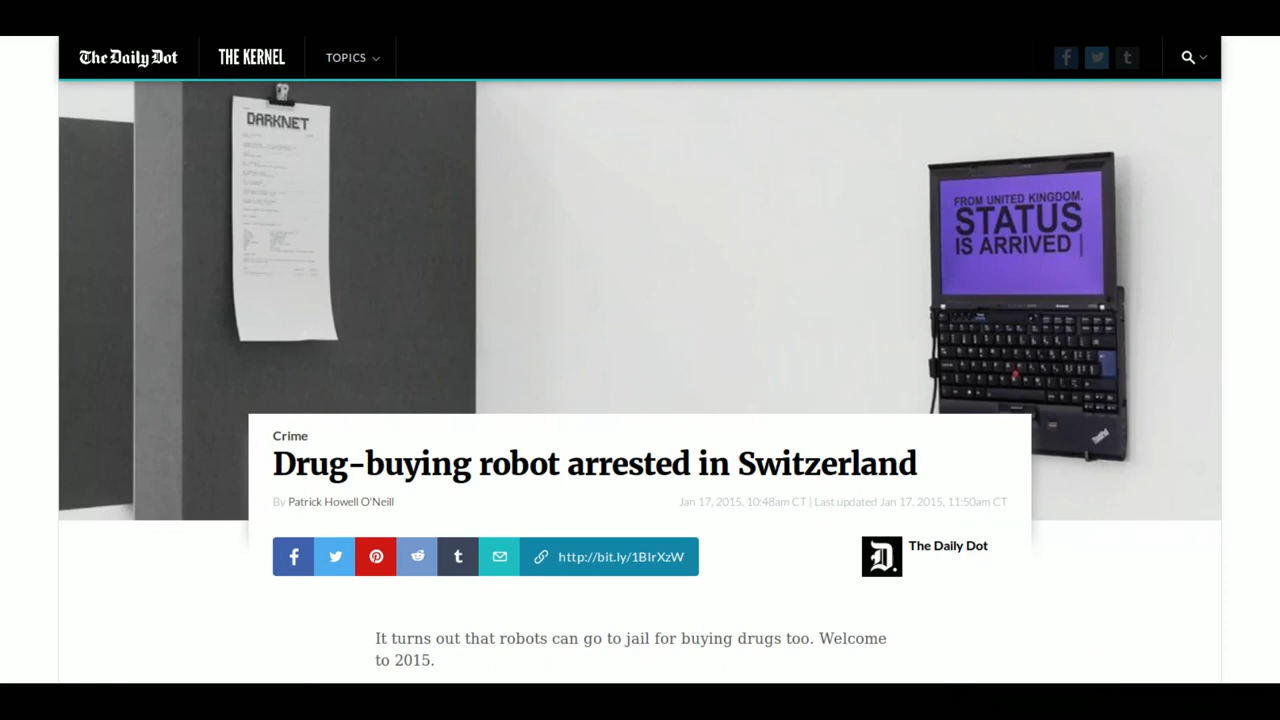 The Daily Dot
THE KERNEL
TOPICS
DARKNET
FROM UNITED KINGDOM.
STATUS
IS ARRIVED
ThinkPad
Crime
Drug-buying robot arrested in Switzerland
By Patrick Howell O'Neill
Jan 17, 2015, 10:48am CT | Last updated Jan 17, 2015, 11:50am CT
http://bit.ly/1BIrXzW
D.
The Daily Dot
It turns out that robots can go to jail for buying drugs too. Welcome
to 2015.